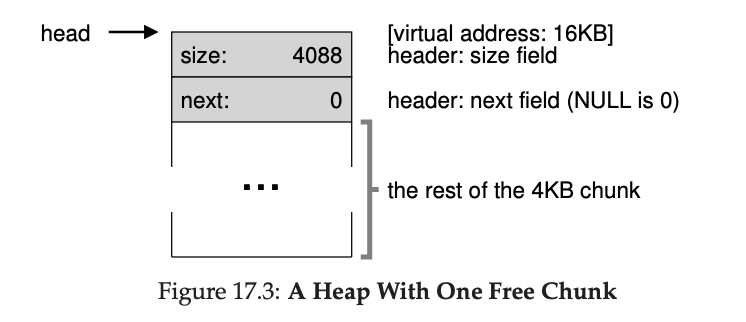 head
[virtual address: 16KB]
size: 4088
header: size field
next: 0
header: next field (NULL is 0)
...
the rest of the 4KB chunk
Figure 17.3: A Heap With One Free Chunk